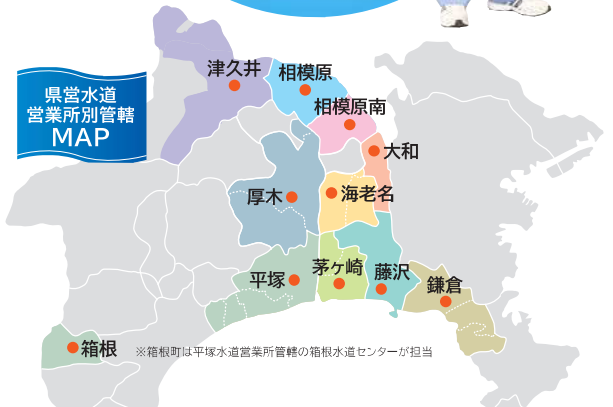 県営水道
営業所別管轄
MAP
津久井
相模原
相模原南
大和
厚木
海老名
平塚
茅ヶ崎
藤沢
鎌倉
箱根
※箱根町は平塚水道営業所管轄の箱根水道センターが担当